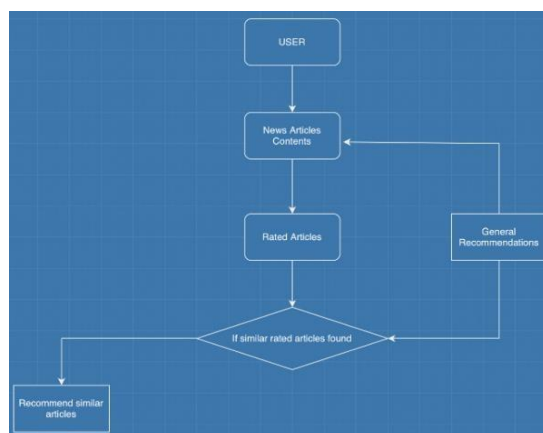 USER
News Articles
Contents
Rated Articles
General
Recommendations
If similar rated articles found
Recommend similar
articles